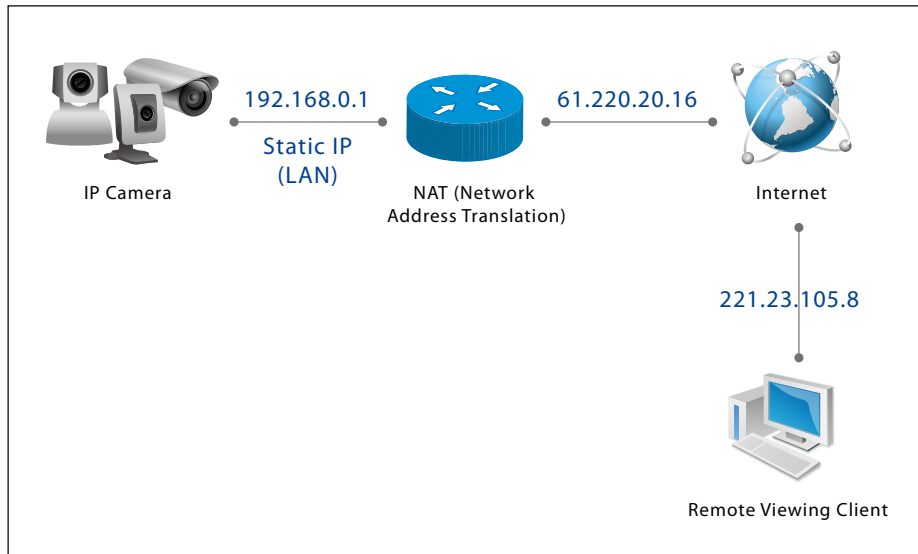 192.168.0.1
61.220.20.16
Static IP
(LAN)
IP Camera
NAT (Network
Address Translation)
Internet
221.23.105.8
Remote Viewing Client